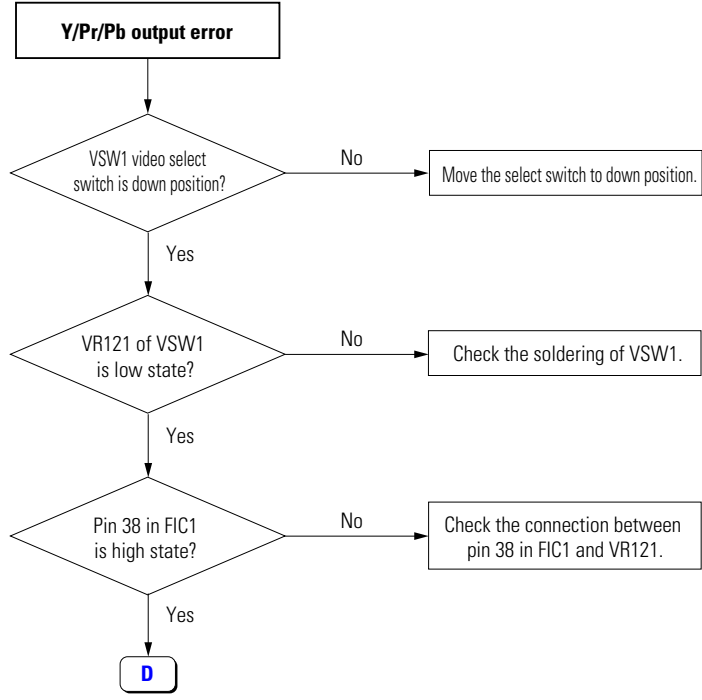 Y/Pr/Pb output error
VSW1 video select
switch is down position?
No
Move the select switch to down position.
Yes
VR121 of VSW1
is low state?
No
Check the soldering of VSW1.
Yes
Pin 38 in FIC1
is high state?
No
Check the connection between
pin 38 in FIC1 and VR121.
Yes
D